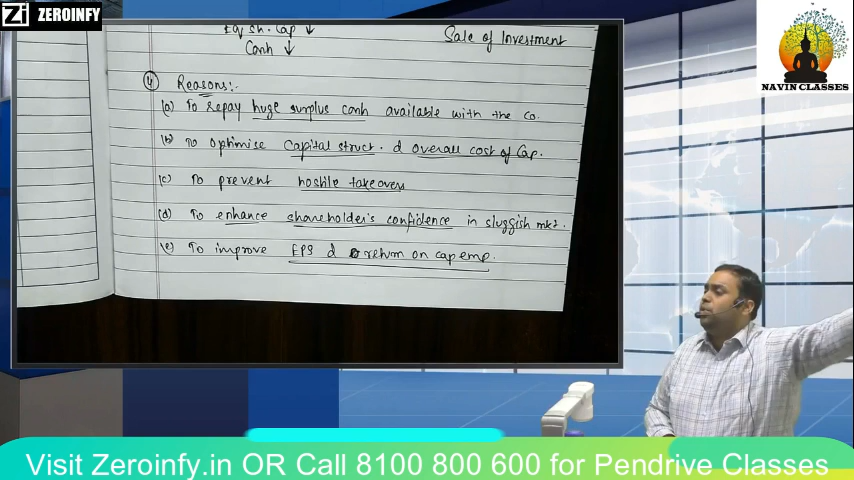 Zi ZEROINFY
Eq sh. Cap ↓
Cash ↓
Sale of Investment
NAVIN CLASSES
④ Reasons:-
(a) To repay huge surplus cash available with the co.
(b) To optimise Capital struct. & overall cost of Cap.
(c) To prevent hostile takeovers
(d) To enhance shareholder's confidence in sluggish mkt.
(e) To improve EPS & return on cap emp.
Visit Zeroinfy.in OR Call 8100 800 600 for Pendrive Classes